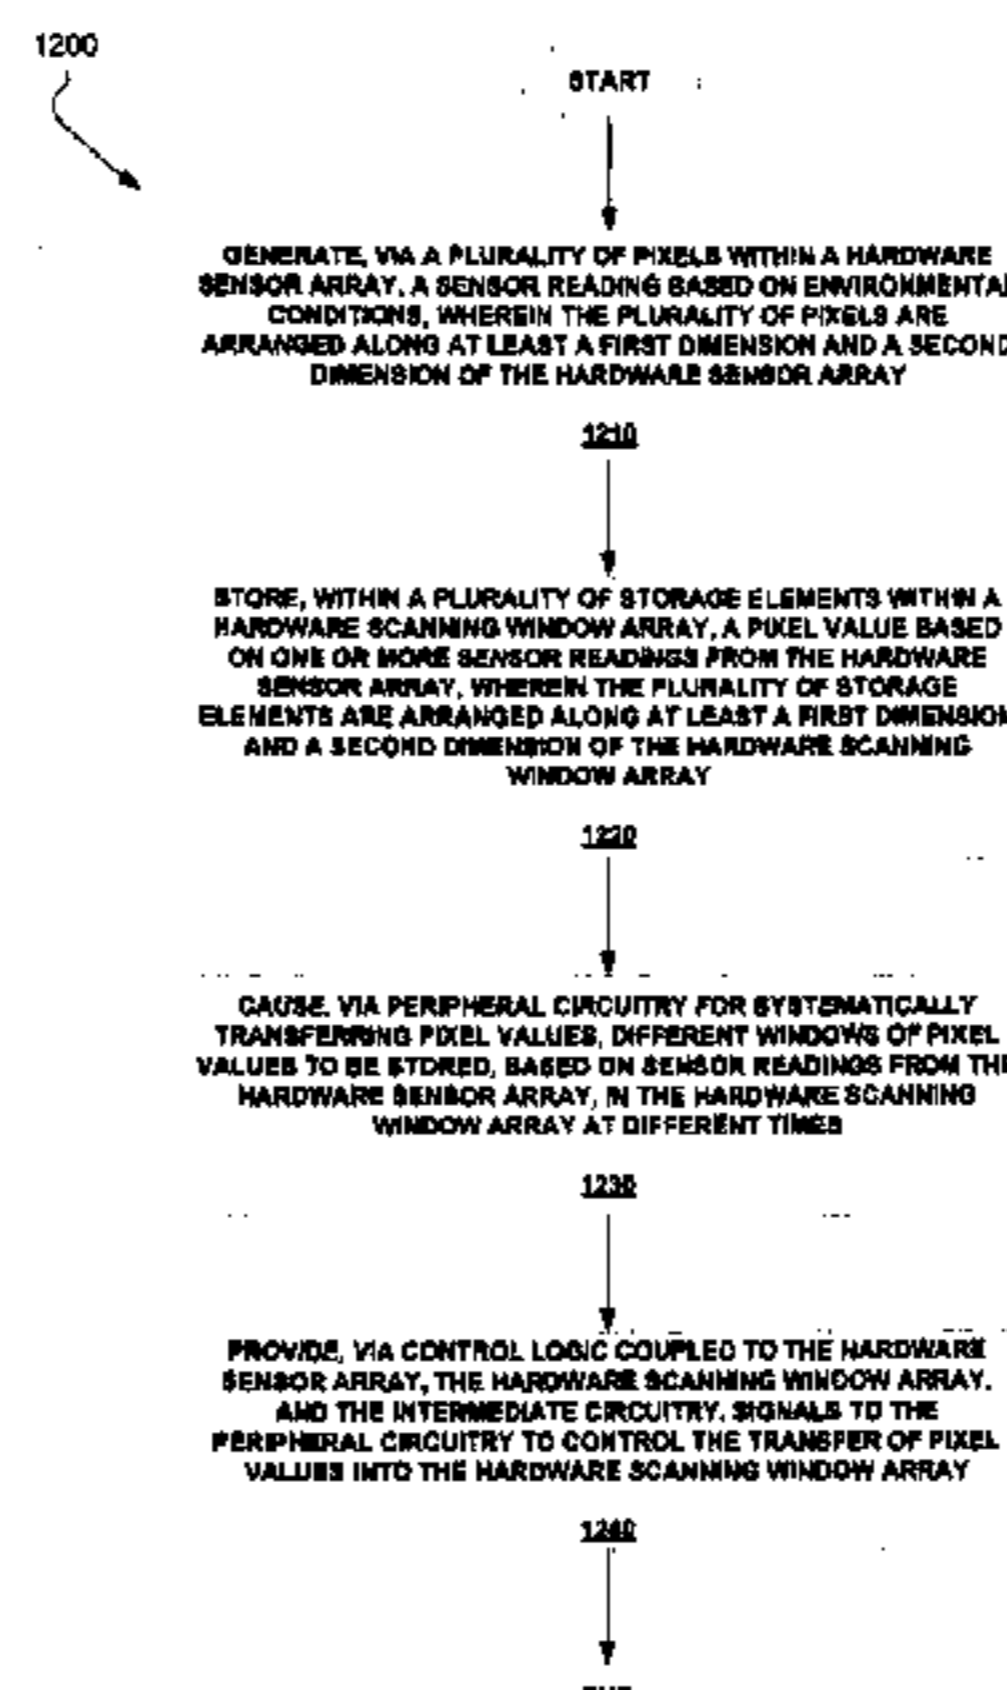 1200
START
GENERATE, VIA A PLURALITY OF PIXELS WITHIN A HARDWARE
SENSOR ARRAY, A SENSOR READING BASED ON ENVIRONMENTAL
CONDITIONS, WHEREIN THE PLURALITY OF PIXELS ARE
ARRANGED ALONG AT LEAST A FIRST DIMENSION AND A SECOND
DIMENSION OF THE HARDWARE SENSOR ARRAY
1210
STORE, WITHIN A PLURALITY OF STORAGE ELEMENTS WITHIN A
HARDWARE SCANNING WINDOW ARRAY, A PIXEL VALUE BASED
ON ONE OR MORE SENSOR READINGS FROM THE HARDWARE
SENSOR ARRAY, WHEREIN THE PLURALITY OF STORAGE
ELEMENTS ARE ARRANGED ALONG AT LEAST A FIRST DIMENSION
AND A SECOND DIMENSION OF THE HARDWARE SCANNING
WINDOW ARRAY
1220
CAUSE, VIA PERIPHERAL CIRCUITRY FOR SYSTEMATICALLY
TRANSFERRING PIXEL VALUES, DIFFERENT WINDOWS OF PIXEL
VALUES TO BE STORED, BASED ON SENSOR READINGS FROM THE
HARDWARE SENSOR ARRAY, IN THE HARDWARE SCANNING
WINDOW ARRAY AT DIFFERENT TIMES
1230
PROVIDE, VIA CONTROL LOGIC COUPLED TO THE HARDWARE
SENSOR ARRAY, THE HARDWARE SCANNING WINDOW ARRAY,
AND THE INTERMEDIATE CIRCUITRY, SIGNALS TO THE
PERIPHERAL CIRCUITRY TO CONTROL THE TRANSFER OF PIXEL
VALUES INTO THE HARDWARE SCANNING WINDOW ARRAY
1240